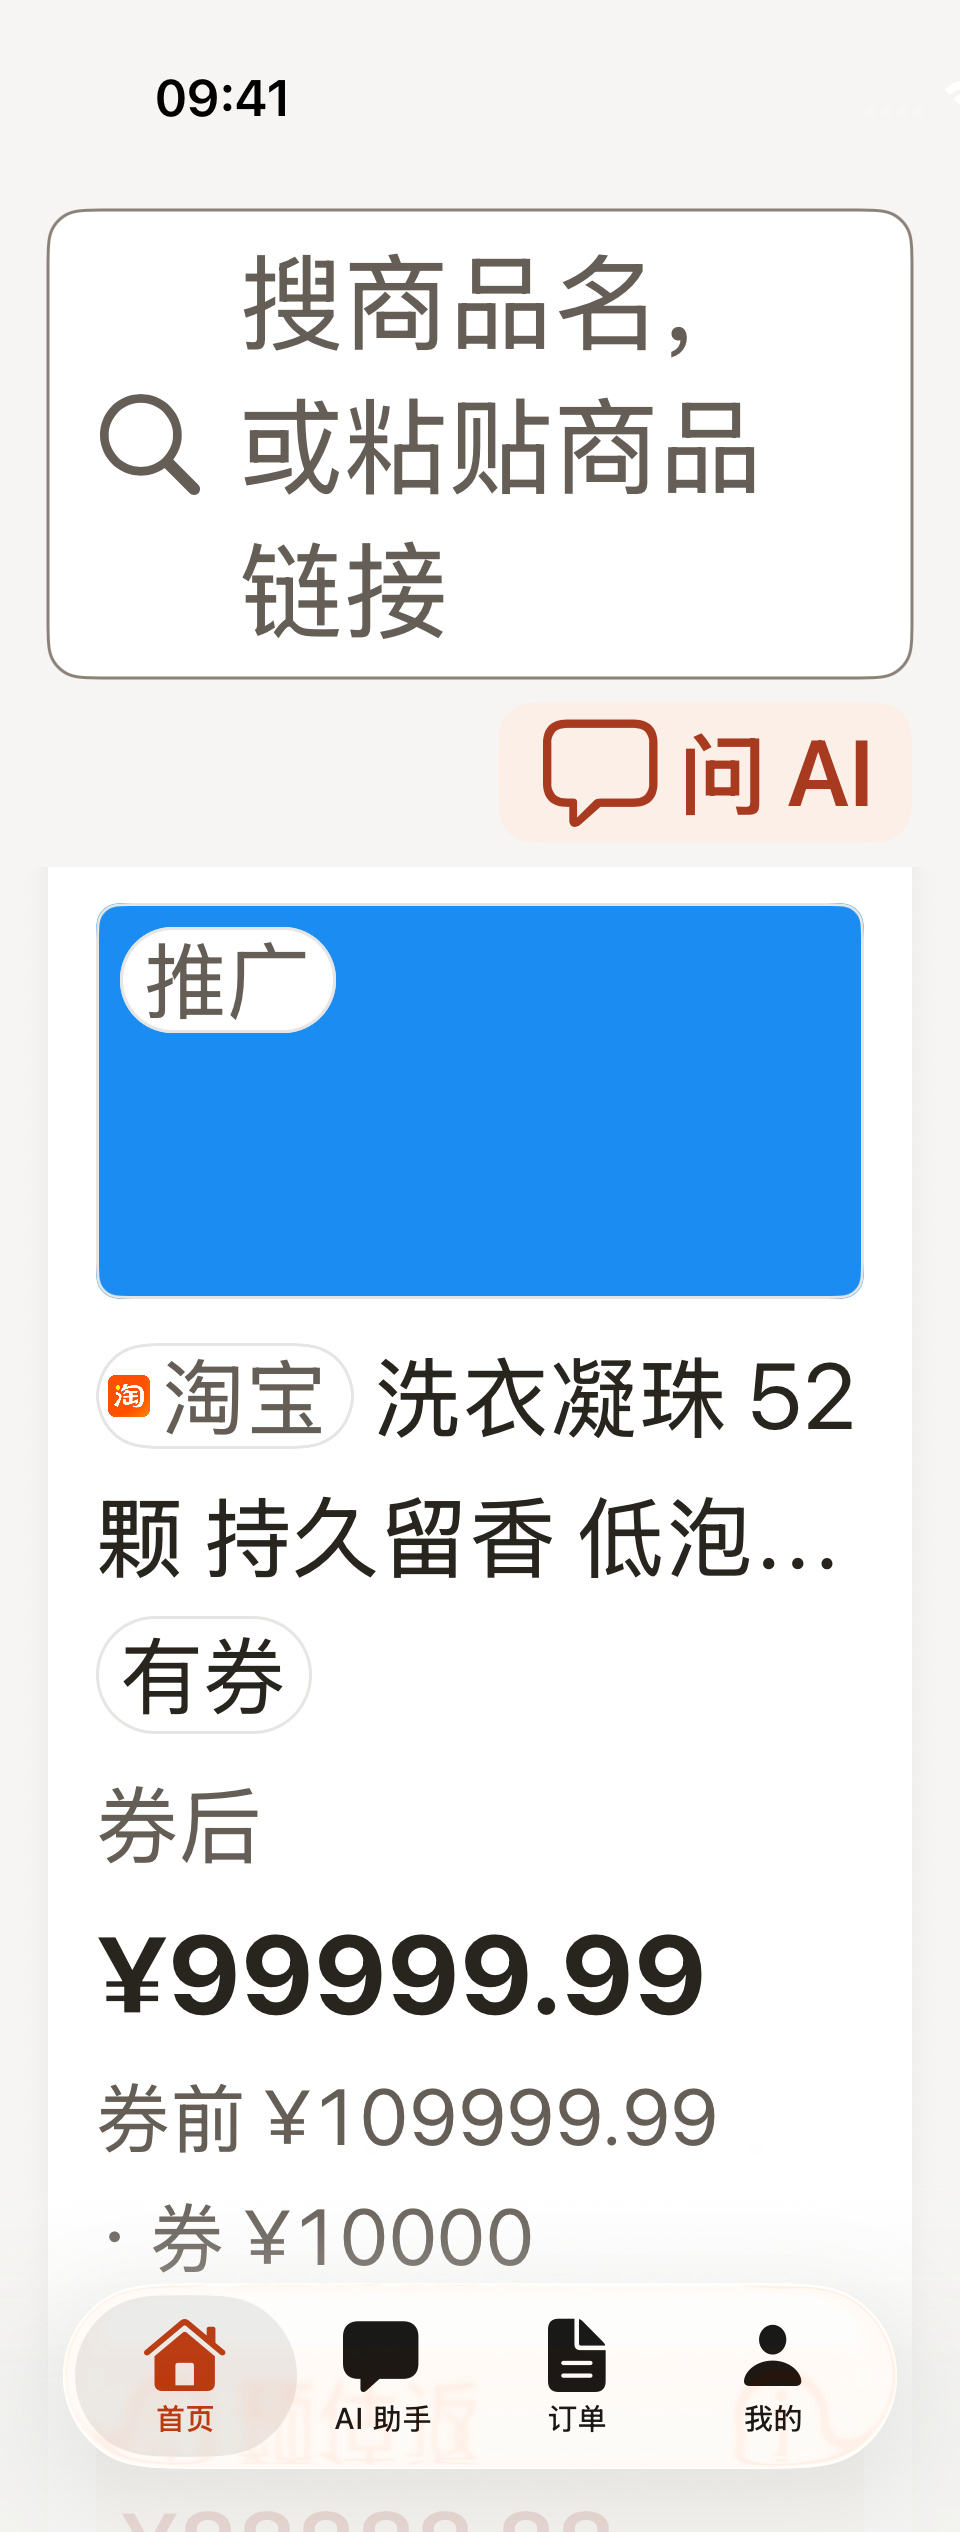 09:41
搜商品名，
或粘贴商品
链接
问 AI
推广
淘 淘宝 洗衣凝珠 52
颗 持久留香 低泡...
有券
券后
¥99999.99
券前 ¥109999.99
· 券 ¥10000
首页
AI 助手
订单
我的